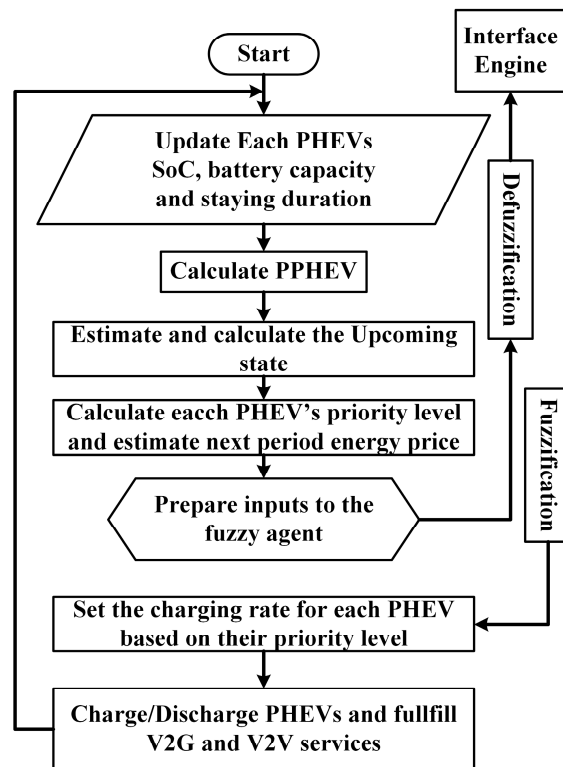 Start
Update Each PHEVs
SoC, battery capacity
and staying duration
Calculate PPHEV
Estimate and calculate the Upcoming
state
Calculate eacch PHEV’s priority level
and estimate next period energy price
Prepare inputs to the
fuzzy agent
Defuzzification
Interface
Engine
Fuzzification
Set the charging rate for each PHEV
based on their priority level
Charge/Discharge PHEVs and fullfill
V2G and V2V services